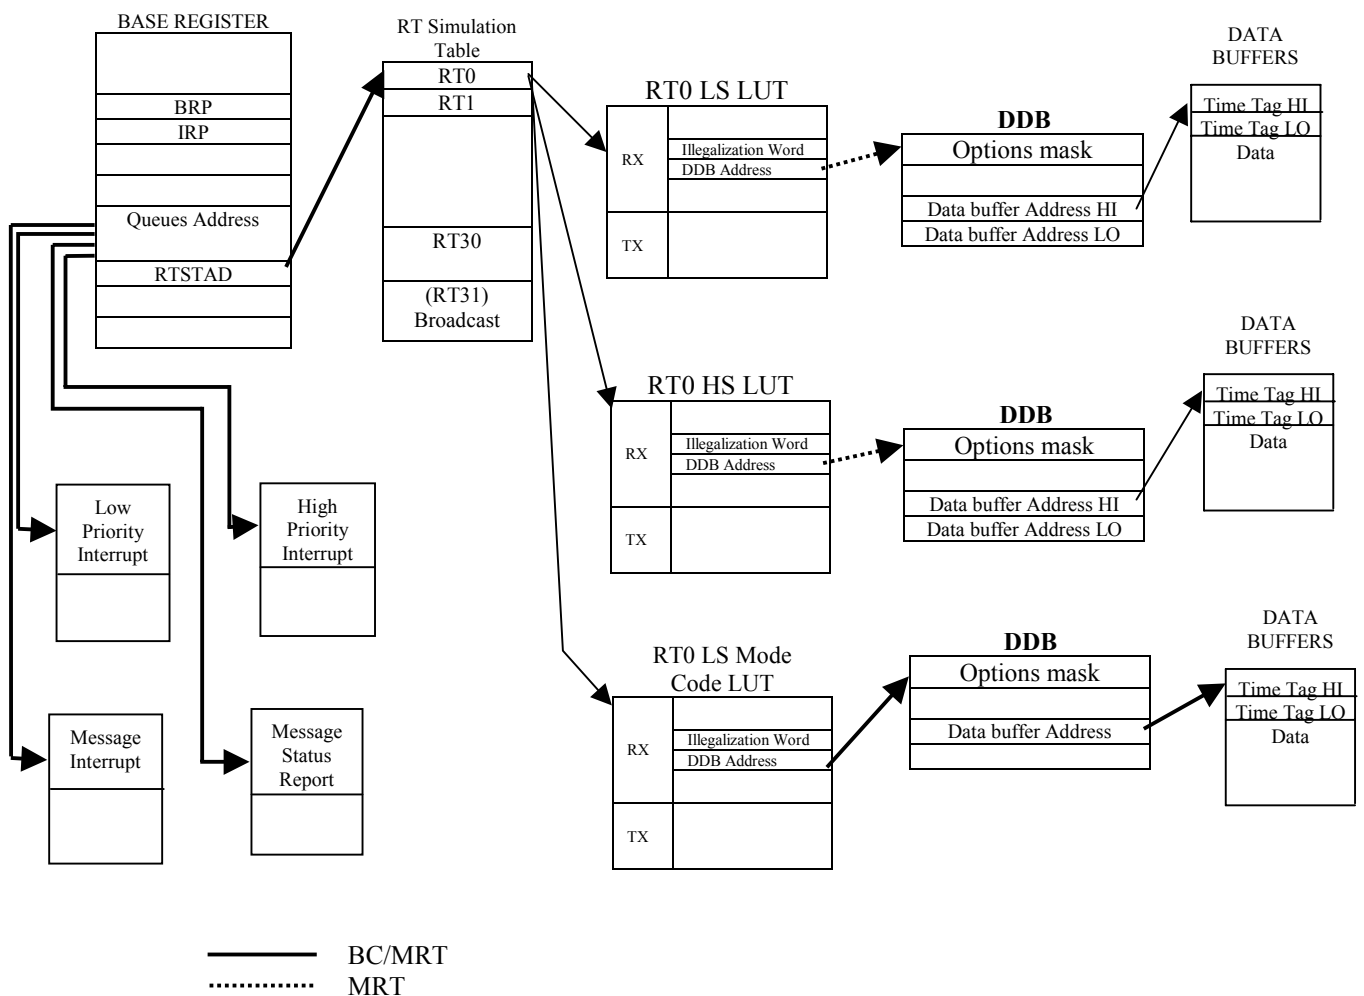 BASE REGISTER
BRP
IRP
Queues Address
RTSTAD
RT Simulation
Table
RT0
RT1
RT30
(RT31)
Broadcast
RT0 LS LUT
RX
Illegalization Word
DDB Address
TX
DDB
Options mask
Data buffer Address HI
Data buffer Address LO
DATA
BUFFERS
Time Tag HI
Time Tag LO
Data
RT0 HS LUT
RX
Illegalization Word
DDB Address
TX
DDB
Options mask
Data buffer Address HI
Data buffer Address LO
DATA
BUFFERS
Time Tag HI
Time Tag LO
Data
Low
Priority
Interrupt
High
Priority
Interrupt
Message
Interrupt
Message
Status
Report
RT0 LS Mode
Code LUT
RX
Illegalization Word
DDB Address
TX
DDB
Options mask
Data buffer Address
DATA
BUFFERS
Time Tag HI
Time Tag LO
Data
BC/MRT
MRT